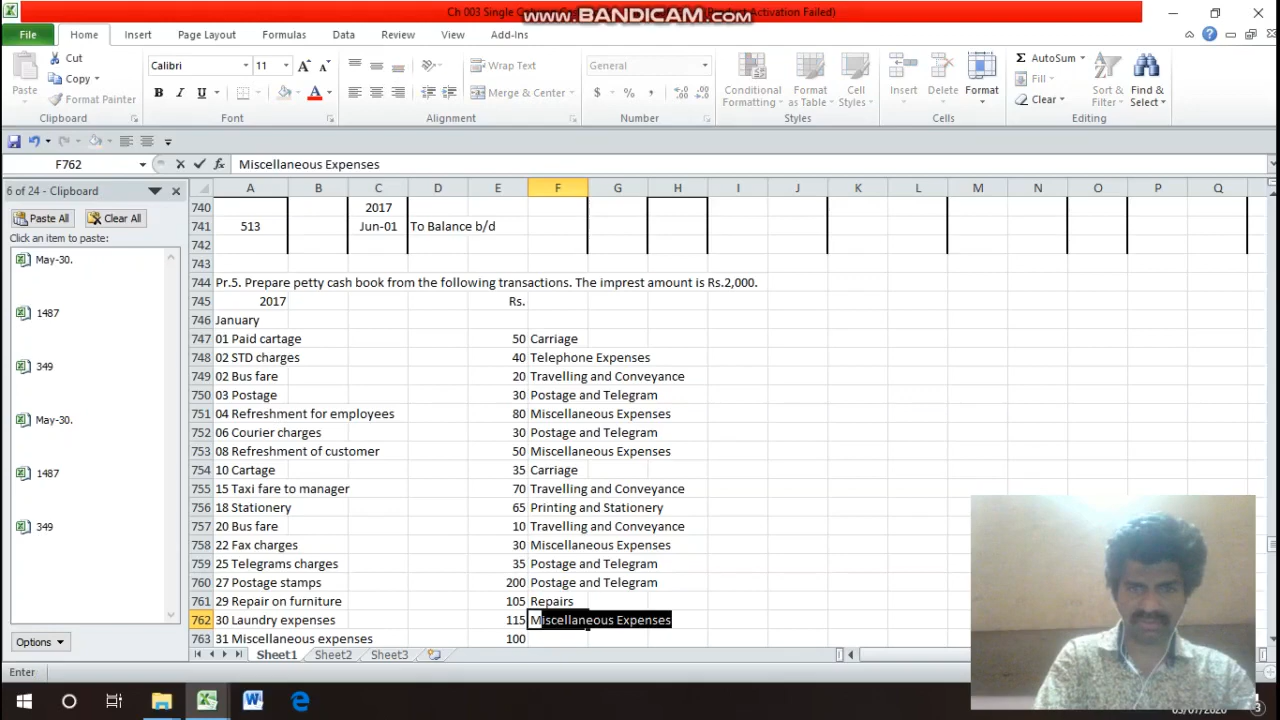 Ch 003 Single
Activation Failed)
www.BANDICAM.com
File Home Insert Page Layout Formulas Data Review View Add-Ins
Paste
Cut
Copy
Format Painter
Clipboard
Calibri 11
B I U
Font
Wrap Text
Merge & Center
Alignment
General
$ % ,
Number
Conditional Formatting
Format as Table
Cell Styles
Styles
Insert Delete Format
Cells
Σ AutoSum
Fill
Clear
Sort & Filter
Find & Select
Editing
F762 fx Miscellaneous Expenses
6 of 24 - Clipboard
Paste All Clear All
Click an item to paste:
May-30.
1487
349
May-30.
1487
349
Options
A B C D E F G H I J K L M N O P Q
740 2017
741 513 Jun-01 To Balance b/d
742
743
744 Pr.5. Prepare petty cash book from the following transactions. The imprest amount is Rs.2,000.
745 2017 Rs.
746 January
747 01 Paid cartage 50 Carriage
748 02 STD charges 40 Telephone Expenses
749 02 Bus fare 20 Travelling and Conveyance
750 03 Postage 30 Postage and Telegram
751 04 Refreshment for employees 80 Miscellaneous Expenses
752 06 Courier charges 30 Postage and Telegram
753 08 Refreshment of customer 50 Miscellaneous Expenses
754 10 Cartage 35 Carriage
755 15 Taxi fare to manager 70 Travelling and Conveyance
756 18 Stationery 65 Printing and Stationery
757 20 Bus fare 10 Travelling and Conveyance
758 22 Fax charges 30 Miscellaneous Expenses
759 25 Telegrams charges 35 Postage and Telegram
760 27 Postage stamps 200 Postage and Telegram
761 29 Repair on furniture 105 Repairs
762 30 Laundry expenses 115 Miscellaneous Expenses
763 31 Miscellaneous expenses 100
Sheet1 Sheet2 Sheet3
Enter